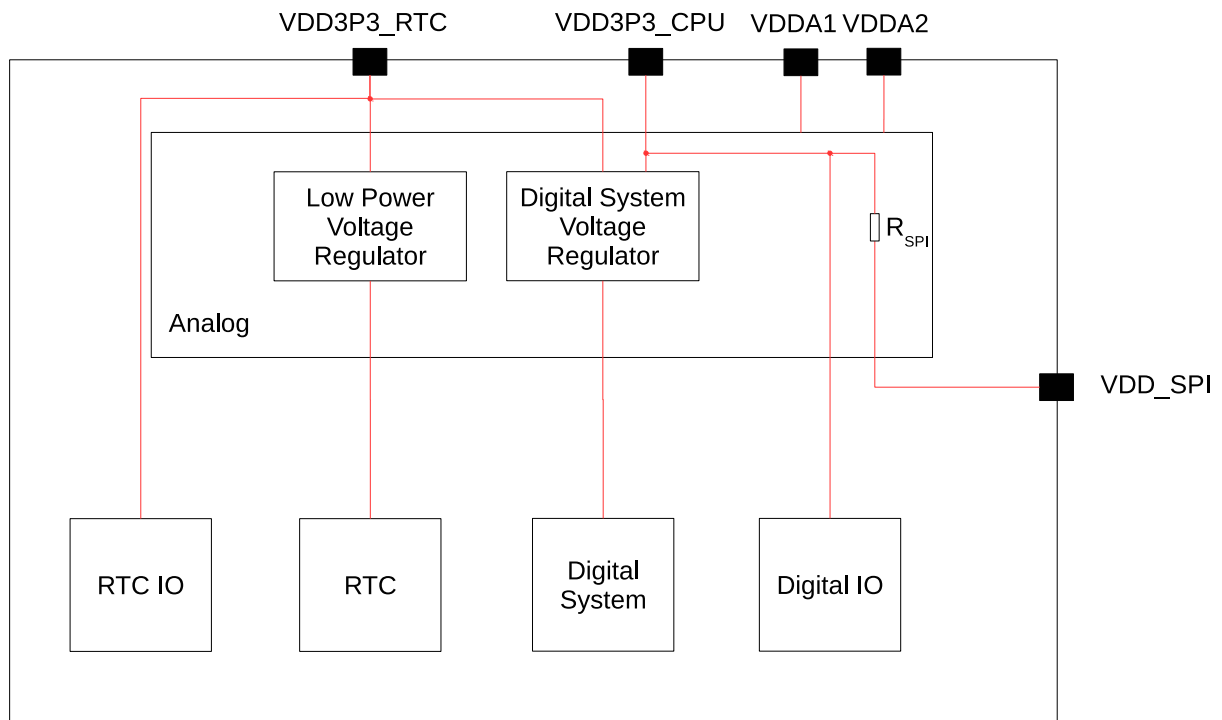 VDD3P3_RTC
VDD3P3_CPU
VDDA1
VDDA2
Low Power
Voltage
Regulator
Digital System
Voltage
Regulator
RSPI
Analog
VDD_SPI
RTC IO
RTC
Digital
System
Digital IO